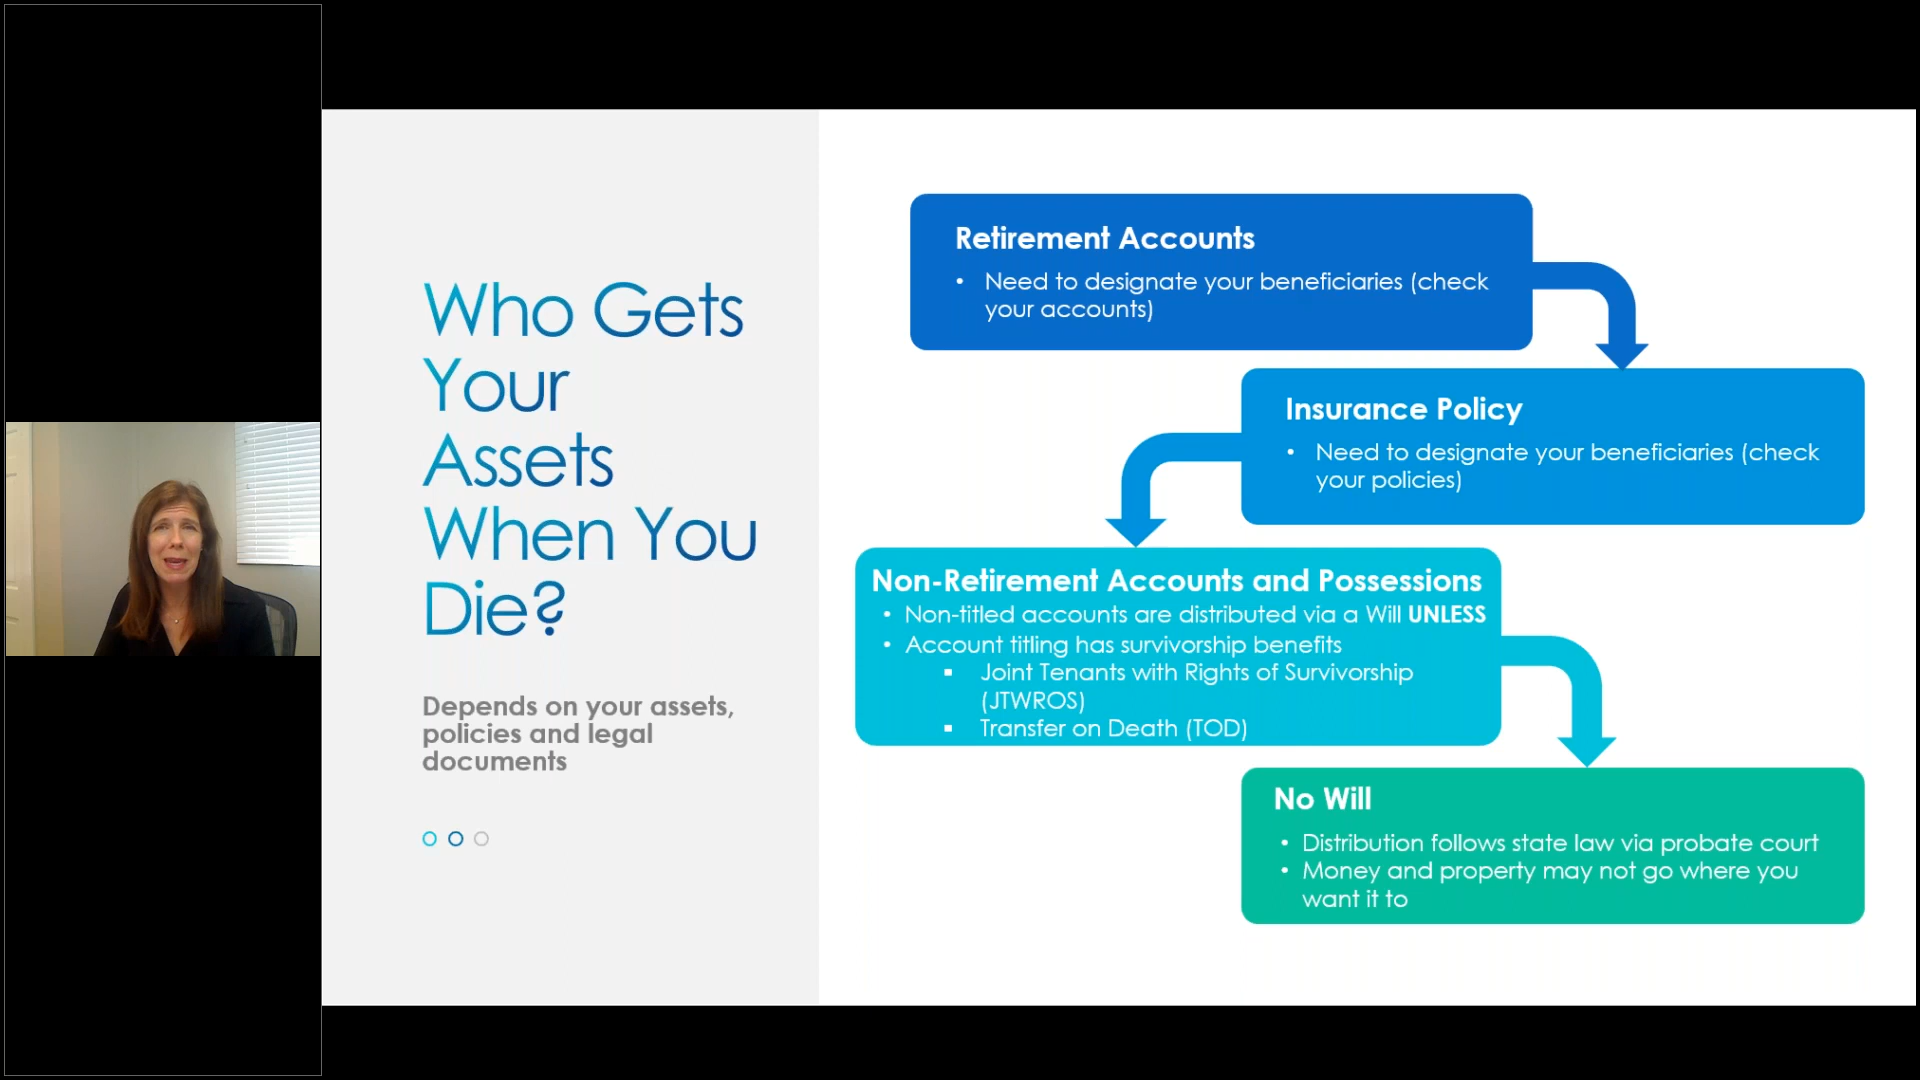 Who Gets
Your
Assets
When You
Die?
Depends on your assets,
policies and legal
documents
Retirement Accounts
• Need to designate your beneficiaries (check
your accounts)
Insurance Policy
• Need to designate your beneficiaries (check
your policies)
Non-Retirement Accounts and Possessions
• Non-titled accounts are distributed via a Will UNLESS
• Account titling has survivorship benefits
▪ Joint Tenants with Rights of Survivorship
(JTWROS)
▪ Transfer on Death (TOD)
No Will
• Distribution follows state law via probate court
• Money and property may not go where you
want it to